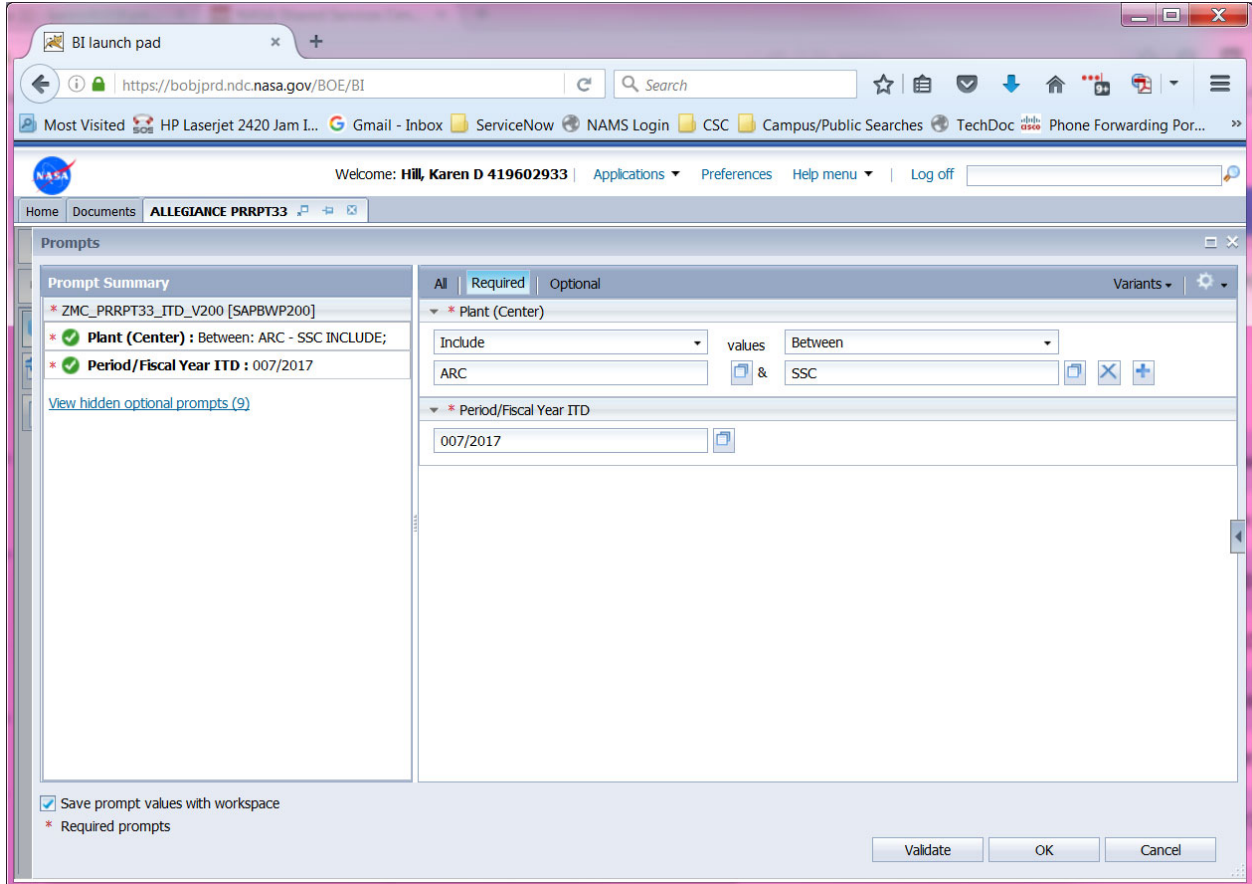 BI launch pad
https://bobjprd.ndc.nasa.gov/BOE/BI
Search
9+
Most Visited HP Laserjet 2420 Jam I... Gmail - Inbox ServiceNow NAMS Login CSC Campus/Public Searches TechDoc Phone Forwarding Por... »
NASA
Welcome: Hill, Karen D 419602933 | Applications Preferences Help menu | Log off
Home Documents ALLEGIANCE PRRPT33
Prompts
Prompt Summary
* ZMC_PRRPT33_ITD_V200 [SAPBWP200]
* Plant (Center) : Between: ARC - SSC INCLUDE;
* Period/Fiscal Year ITD : 007/2017
View hidden optional prompts (9)
All | Required | Optional
Variants
* Plant (Center)
Include values Between
ARC & SSC
* Period/Fiscal Year ITD
007/2017
Save prompt values with workspace
* Required prompts
Validate OK Cancel